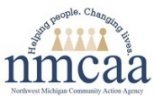 Helping people. Changing lives.
nmcaa
Northwest Michigan Community Action Agency